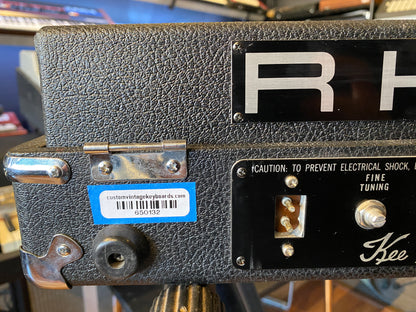 RH
customvintagekeyboards.com
650132
CAUTION: TO PREVENT ELECTRICAL SHOCK,
FINE
TUNING
Kee